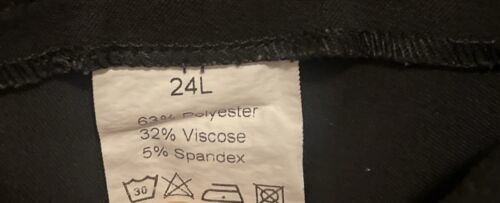 24L
63% Polyester
32% Viscose
5% Spandex
30